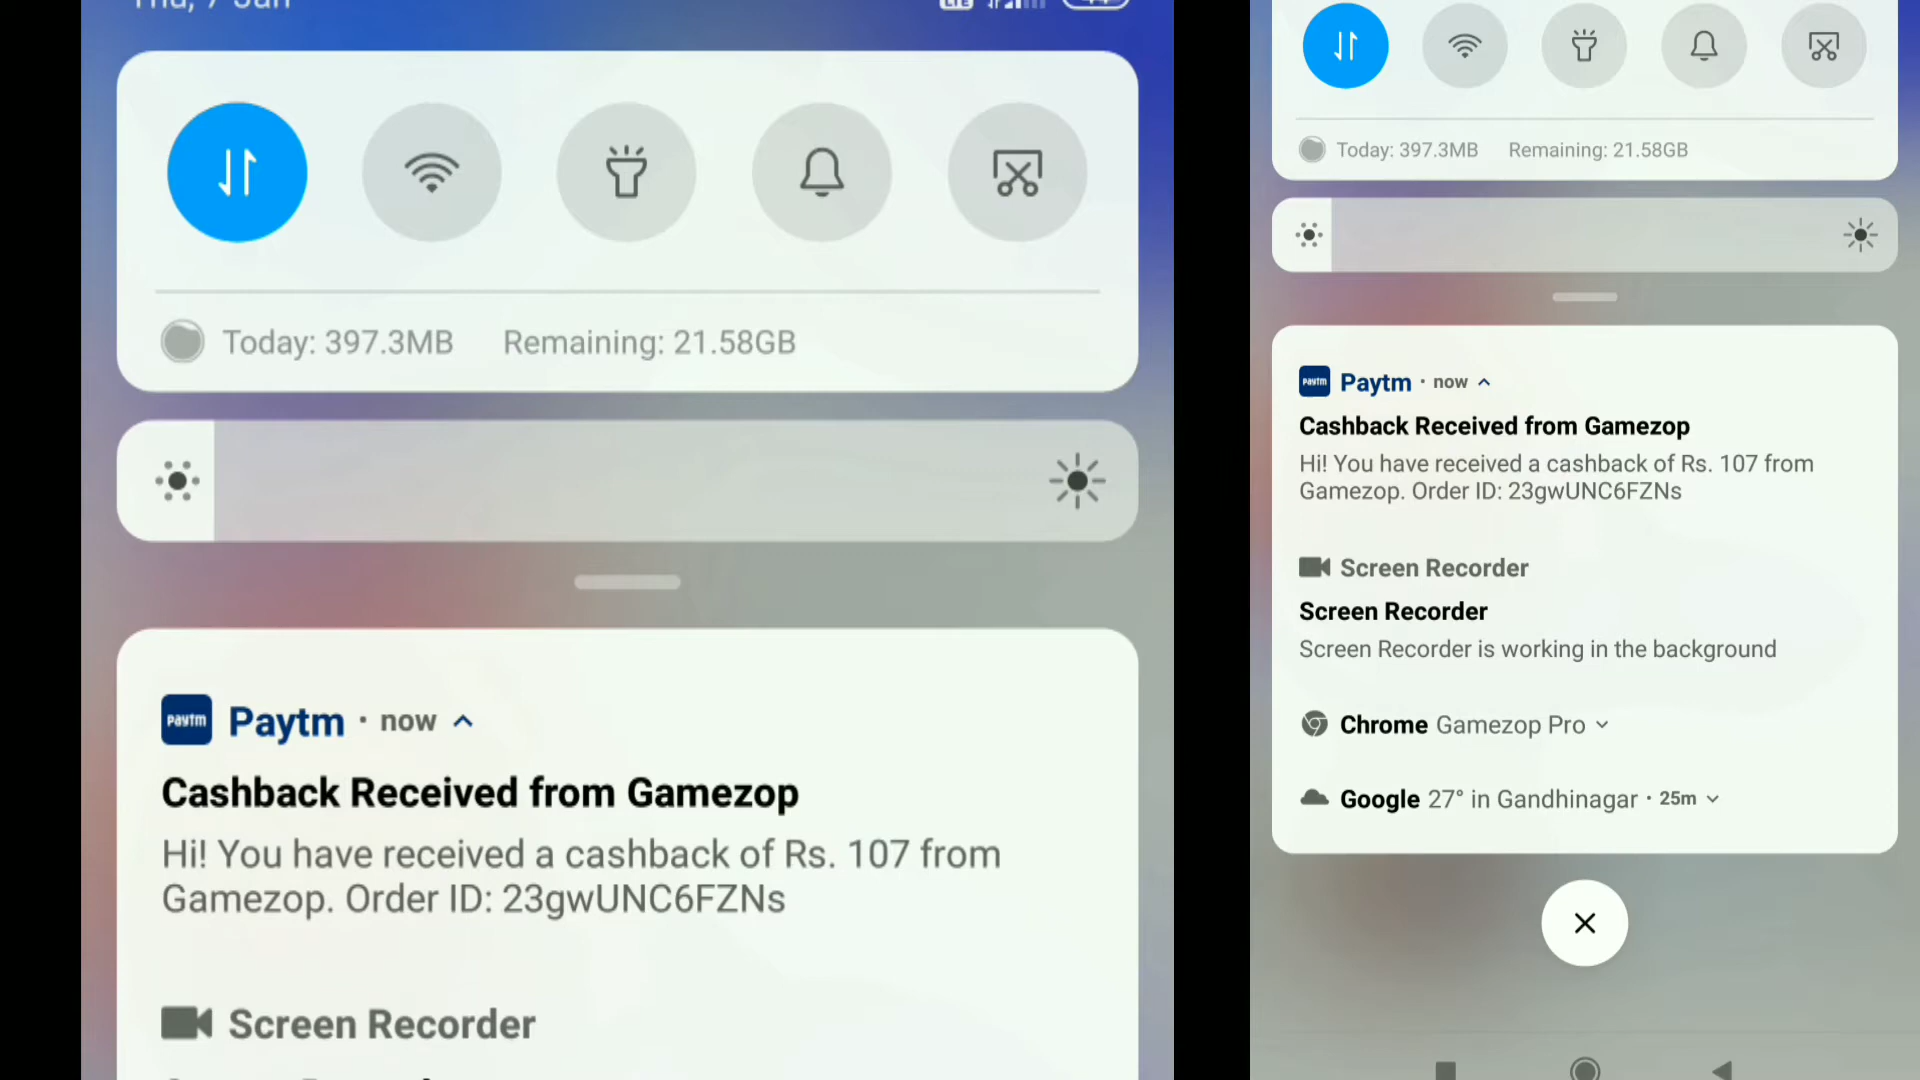 Thu, 7 Jan
LTE
Today: 397.3MB Remaining: 21.58GB
paytm Paytm · now
Cashback Received from Gamezop
Hi! You have received a cashback of Rs. 107 from
Gamezop. Order ID: 23gwUNC6FZNs
Screen Recorder
Today: 397.3MB Remaining: 21.58GB
paytm Paytm · now
Cashback Received from Gamezop
Hi! You have received a cashback of Rs. 107 from
Gamezop. Order ID: 23gwUNC6FZNs
Screen Recorder
Screen Recorder
Screen Recorder is working in the background
Chrome Gamezop Pro
Google 27° in Gandhinagar · 25m